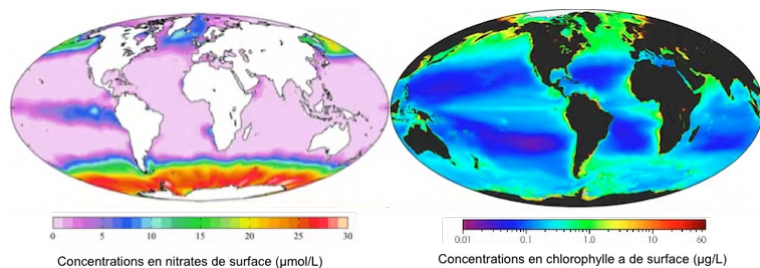 0 5 10 15 20 25 30
Concentrations en nitrates de surface (µmol/L)
0.01 0.1 1.0 10 60
Concentrations en chlorophylle a de surface (µg/L)